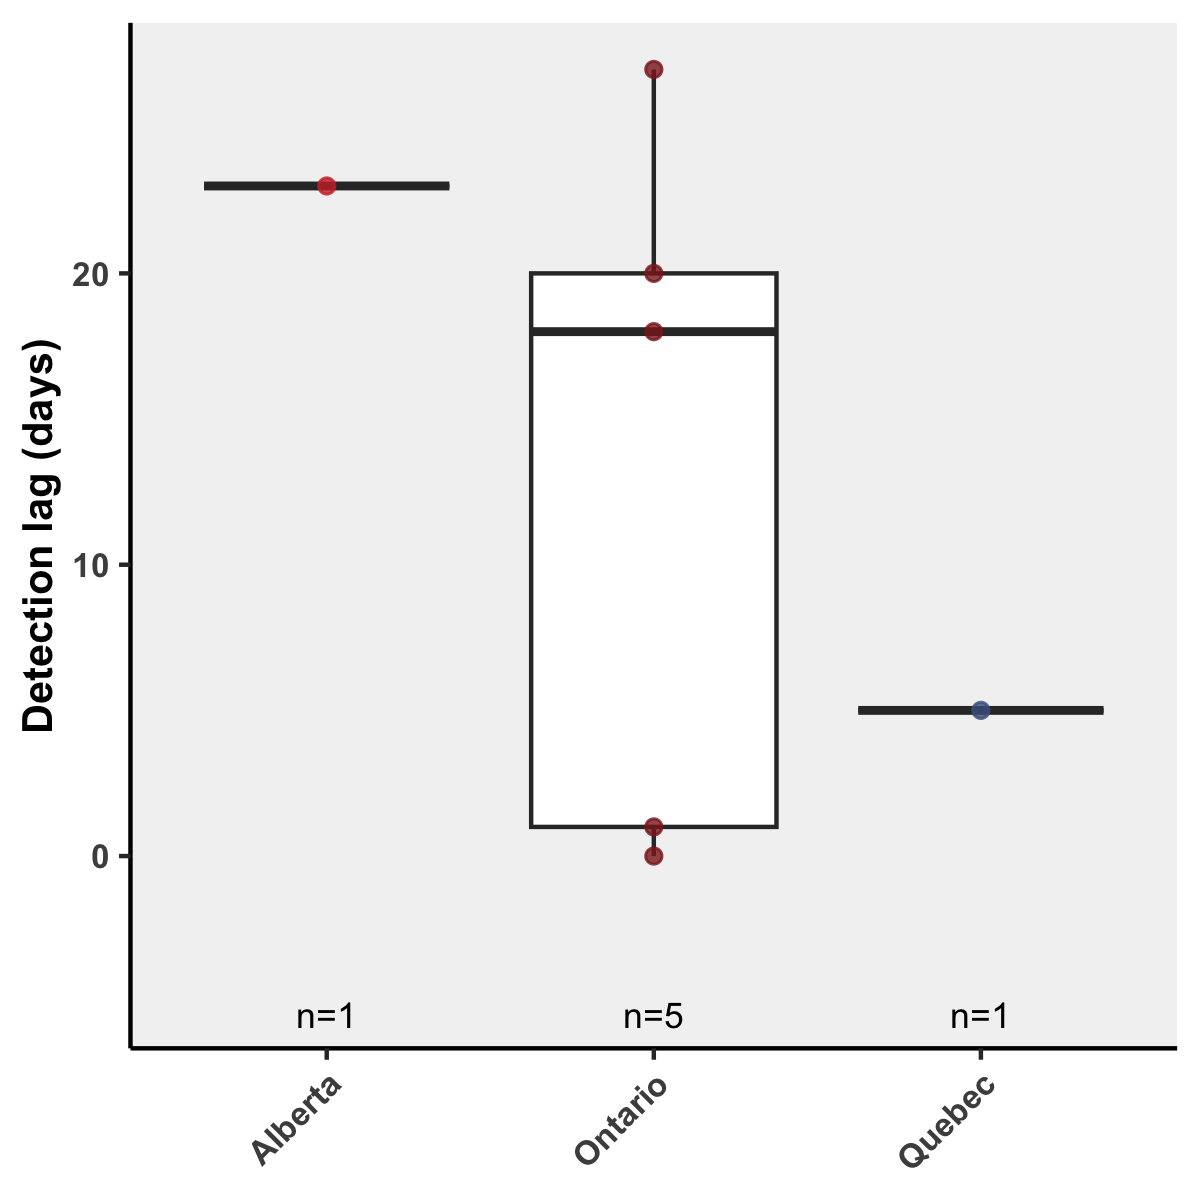 Detection lag (days)
20
10
0
n=1
n=5
n=1
Alberta
Ontario
Quebec